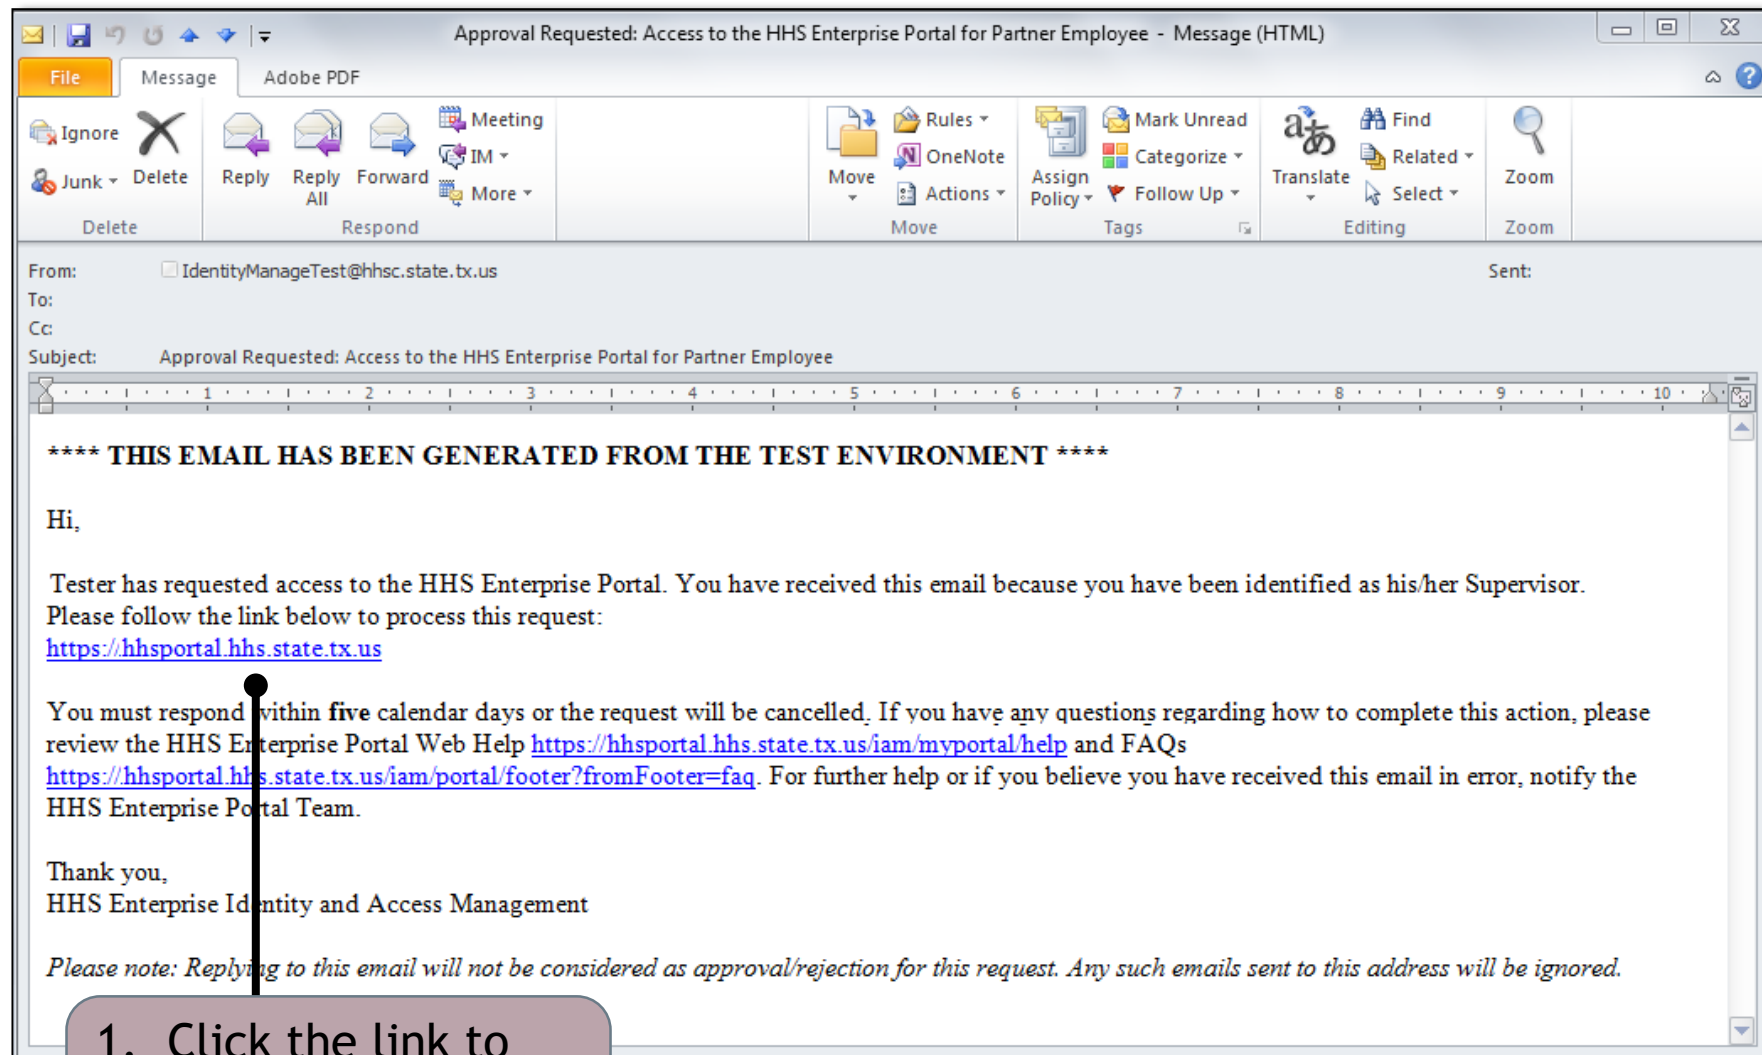 Approval Requested: Access to the HHS Enterprise Portal for Partner Employee - Message (HTML)
File Message Adobe PDF
Ignore
Junk
Delete
Delete
Reply
Reply All
Forward
Meeting
IM
More
Respond
Move
Rules
OneNote
Actions
Move
Assign Policy
Mark Unread
Categorize
Follow Up
Tags
Translate
Find
Related
Select
Editing
Zoom
Zoom
From: IdentityManageTest@hhsc.state.tx.us Sent:
To:
Cc:
Subject: Approval Requested: Access to the HHS Enterprise Portal for Partner Employee
1 2 3 4 5 6 7 8 9 10
**** THIS EMAIL HAS BEEN GENERATED FROM THE TEST ENVIRONMENT ****
Hi,
Tester has requested access to the HHS Enterprise Portal. You have received this email because you have been identified as his/her Supervisor.
Please follow the link below to process this request:
https://hhsportal.hhs.state.tx.us
You must respond within five calendar days or the request will be cancelled. If you have any questions regarding how to complete this action, please
review the HHS Enterprise Portal Web Help https://hhsportal.hhs.state.tx.us/iam/myportal/help and FAQs
https://hhsportal.hhs.state.tx.us/iam/portal/footer?fromFooter=faq. For further help or if you believe you have received this email in error, notify the
HHS Enterprise Portal Team.
Thank you,
HHS Enterprise Identity and Access Management
Please note: Replying to this email will not be considered as approval/rejection for this request. Any such emails sent to this address will be ignored.
1. Click the link to